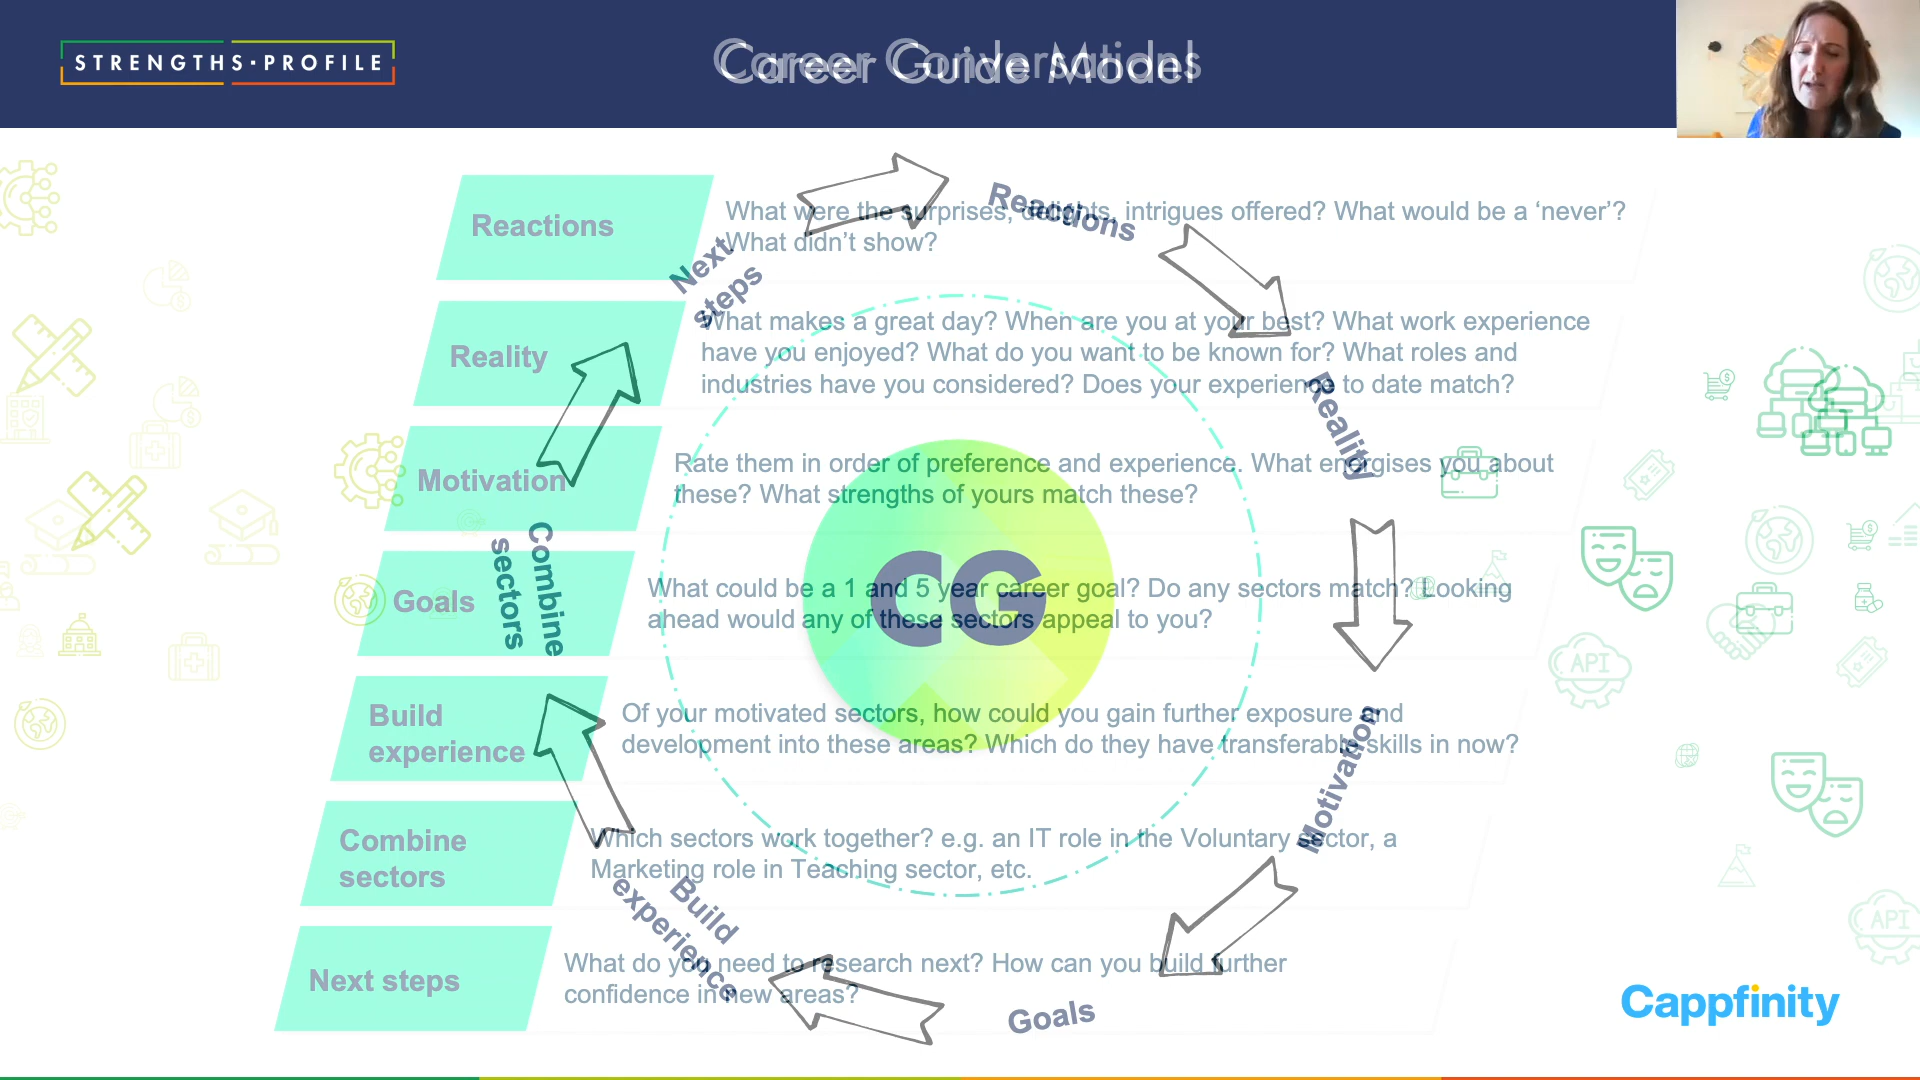 STRENGTHS·PROFILE
Career Conversations
Career Guide Model
Reactions
What were the surprises, delights, intrigues offered? What would be a ‘never’?
What didn’t show?
Reality
What makes a great day? When are you at your best? What work experience
have you enjoyed? What do you want to be known for? What roles and
industries have you considered? Does your experience to date match?
Motivation
Rate them in order of preference and experience. What energises you about
these? What strengths of yours match these?
Goals
What could be a 1 and 5 year career goal? Do any sectors match? Looking
ahead would any of these sectors appeal to you?
Build
experience
Of your motivated sectors, how could you gain further exposure and
development into these areas? Which do they have transferable skills in now?
Combine
sectors
Which sectors work together? e.g. an IT role in the Voluntary sector, a
Marketing role in Teaching sector, etc.
Next steps
What do you need to research next? How can you build further
confidence in new areas?
Reactions
Reality
Motivation
Goals
Build
experience
Combine
sectors
Next
steps
CG
API
API
Cappfinity